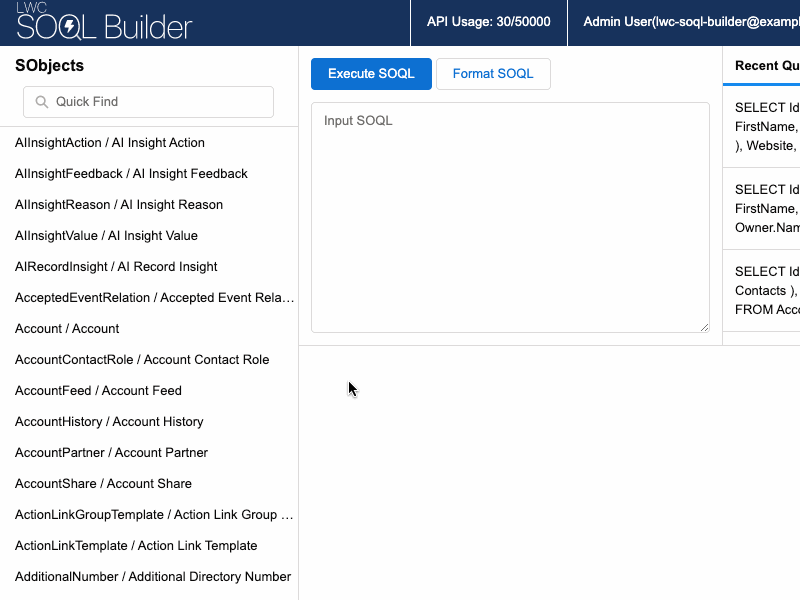 LWC
SOQL Builder
API Usage: 30/50000
Admin User(lwc-soql-builder@examp
SObjects
Quick Find
AIInsightAction / AI Insight Action
AIInsightFeedback / AI Insight Feedback
AIInsightReason / AI Insight Reason
AIInsightValue / AI Insight Value
AIRecordInsight / AI Record Insight
AcceptedEventRelation / Accepted Event Rela...
Account / Account
AccountContactRole / Account Contact Role
AccountFeed / Account Feed
AccountHistory / Account History
AccountPartner / Account Partner
AccountShare / Account Share
ActionLinkGroupTemplate / Action Link Group ...
ActionLinkTemplate / Action Link Template
AdditionalNumber / Additional Directory Number
Execute SOQL
Format SOQL
Input SOQL
Recent Qu
SELECT Id
FirstName,
), Website,
SELECT Id
FirstName,
Owner.Nam
SELECT Id
Contacts ),
FROM Acco